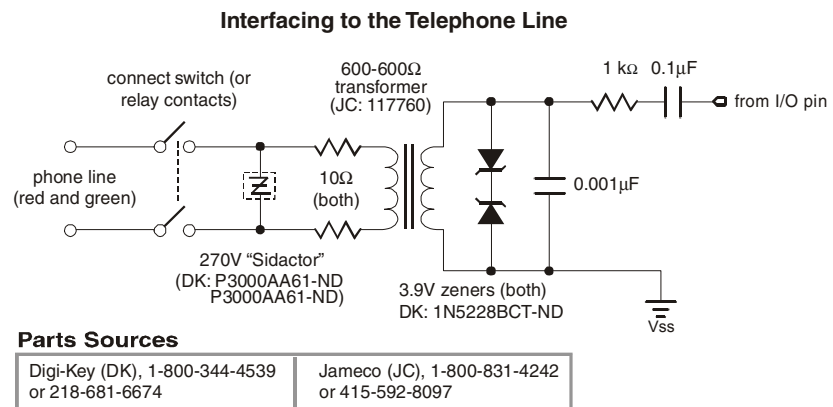 Interfacing to the Telephone Line
connect switch (or
relay contacts)
600-600Ω
transformer
(JC: 117760)
1 kΩ
0.1µF
from I/O pin
phone line
(red and green)
10Ω
(both)
0.001µF
270V “Sidactor”
(DK: P3000AA61-ND
P3000AA61-ND)
3.9V zeners (both)
DK: 1N5228BCT-ND
Vss
Parts Sources
Digi-Key (DK), 1-800-344-4539
or 218-681-6674
Jameco (JC), 1-800-831-4242
or 415-592-8097